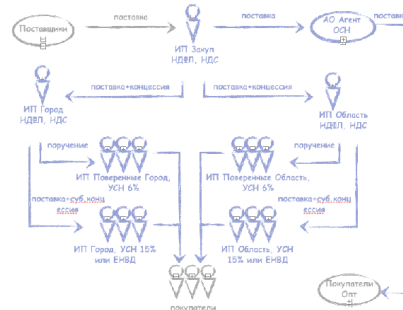 поставка
поставка
поставка
Поставщики
АО Агент
ОСН
ИП Закуп
НДФЛ, НДС
поставка+концессия
поставка+концессия
ИП Город
НДФЛ, НДС
ИП Область
НДФЛ, НДС
поручение
поручение
ИП Поверенные Город,
УСН 6%
ИП Поверенные Область,
УСН 6%
поставка+суб.конц
ессия
поставка+суб.конц
ессия
ИП Город, УСН 15%
или ЕНВД
ИП Область, УСН
15% или ЕНВД
Покупатели
Опт
покупатели